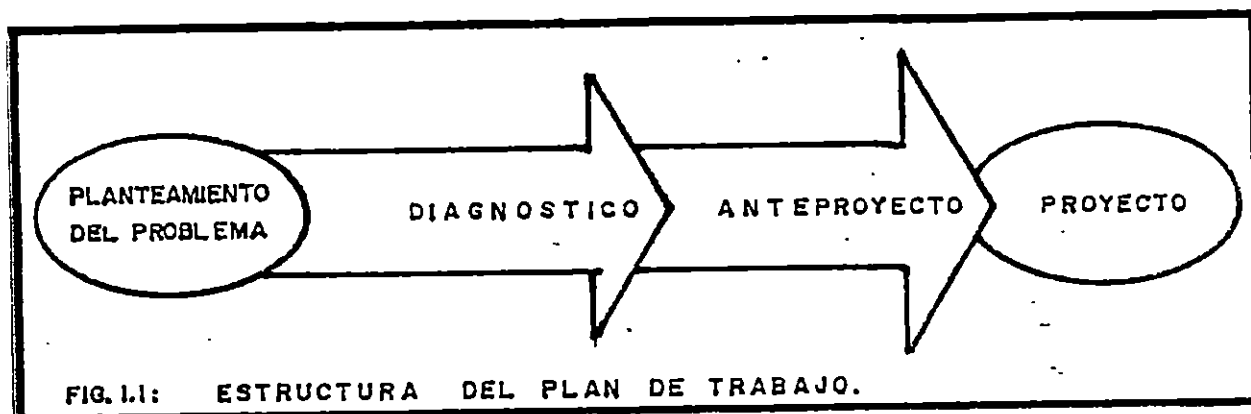 PLANTEAMIENTO
DEL PROBLEMA
DIAGNOSTICO
ANTEPROYECTO
PROYECTO
FIG. 1.1: ESTRUCTURA DEL PLAN DE TRABAJO.